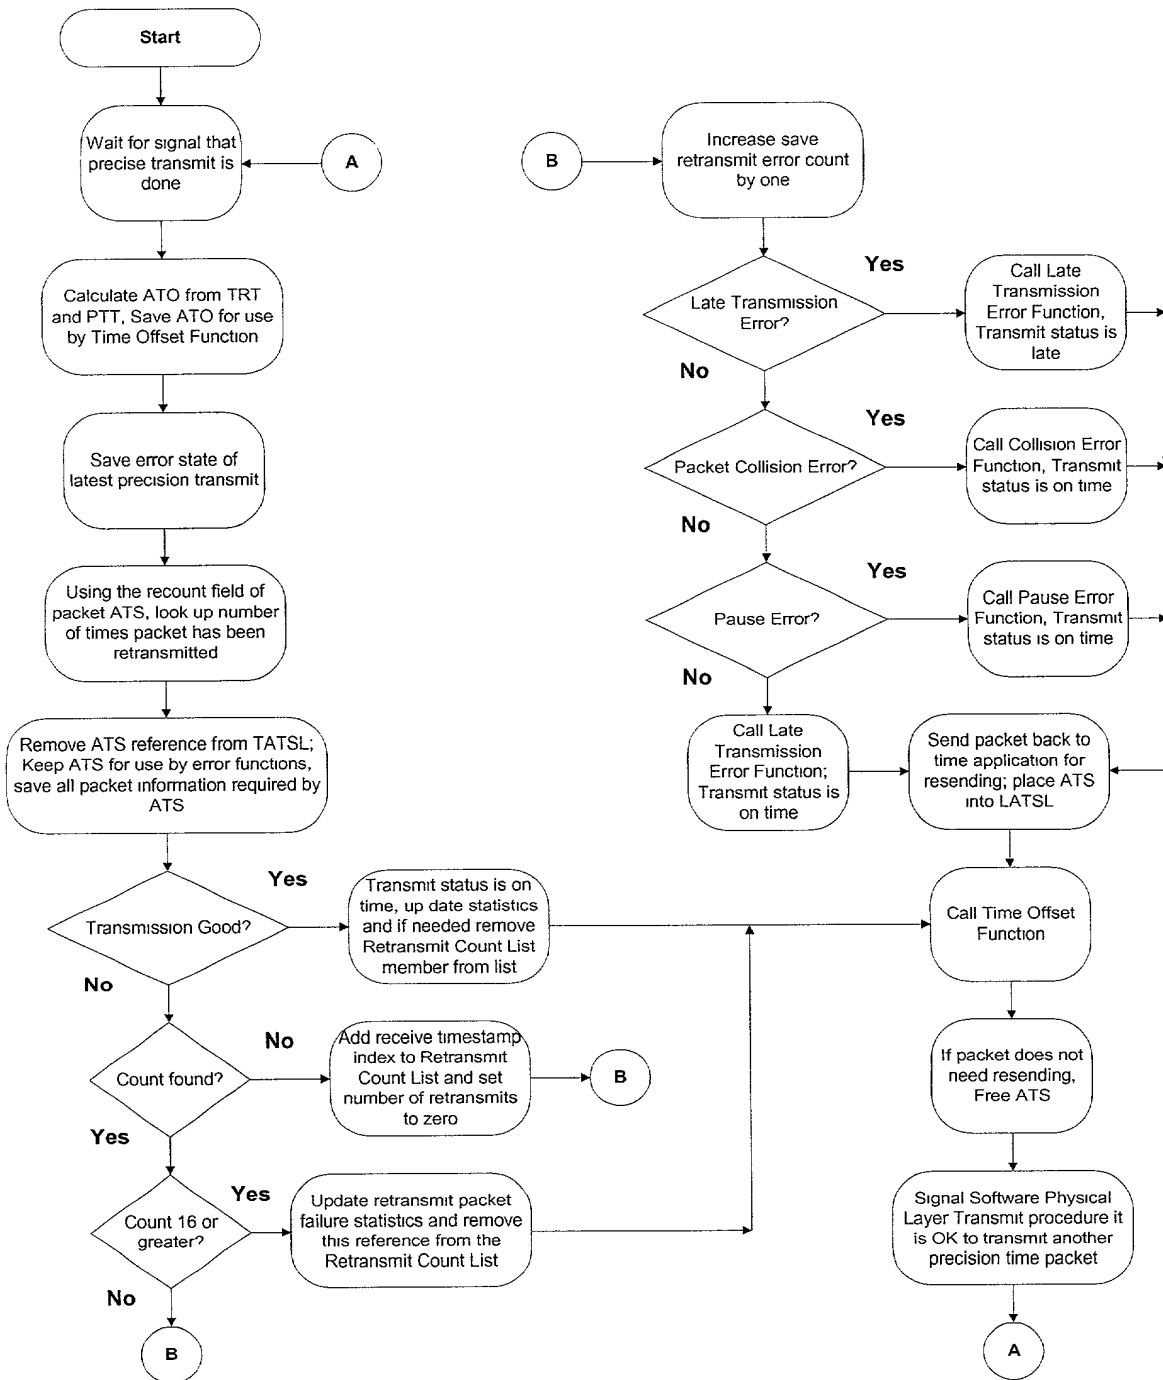 Start
Wait for signal that
precise transmit is
done
A
Calculate ATO from TRT
and PTT, Save ATO for use
by Time Offset Function
Save error state of
latest precision transmit
Using the recount field of
packet ATS, look up number
of times packet has been
retransmitted
Remove ATS reference from TATSL;
Keep ATS for use by error functions,
save all packet information required by
ATS
Transmission Good?
Yes
Transmit status is on
time, up date statistics
and if needed remove
Retransmit Count List
member from list
No
Count found?
No
Add receive timestamp
index to Retransmit
Count List and set
number of retransmits
to zero
B
Yes
Count 16 or
greater?
Yes
Update retransmit packet
failure statistics and remove
this reference from the
Retransmit Count List
No
B
B
Increase save
retransmit error count
by one
Late Transmission
Error?
Yes
Call Late
Transmission
Error Function,
Transmit status is
late
No
Packet Collision Error?
Yes
Call Collision Error
Function, Transmit
status is on time
No
Pause Error?
Yes
Call Pause Error
Function, Transmit
status is on time
No
Call Late
Transmission
Error Function;
Transmit status is
on time
Send packet back to
time application for
resending; place ATS
into LATSL
Call Time Offset
Function
If packet does not
need resending,
Free ATS
Signal Software Physical
Layer Transmit procedure it
is OK to transmit another
precision time packet
A